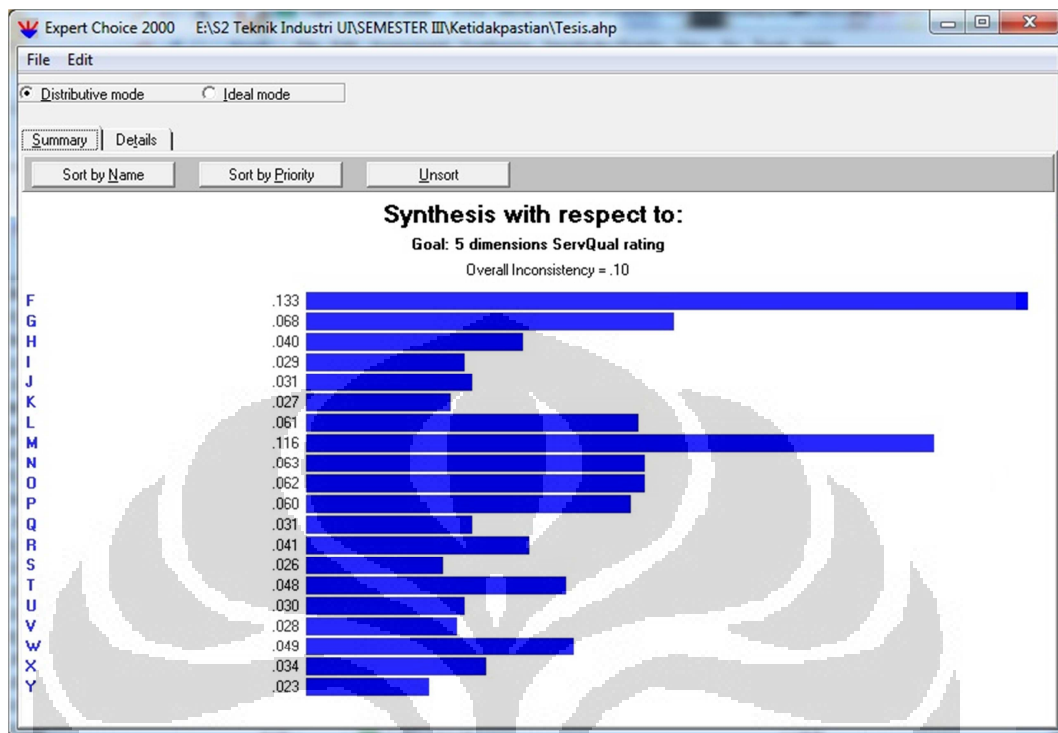 Expert Choice 2000 E:\S2 Teknik Industri UI\SEMESTER III\Ketidakpastian\Tesis.ahp
File Edit
Distributive mode Ideal mode
Summary Details
Sort by Name Sort by Priority Unsort
Synthesis with respect to:
Goal: 5 dimensions ServQual rating
Overall Inconsistency = .10
F .133
G .068
H .040
I .029
J .031
K .027
L .061
M .116
N .063
O .062
P .060
Q .031
R .041
S .026
T .048
U .030
V .028
W .049
X .034
Y .023